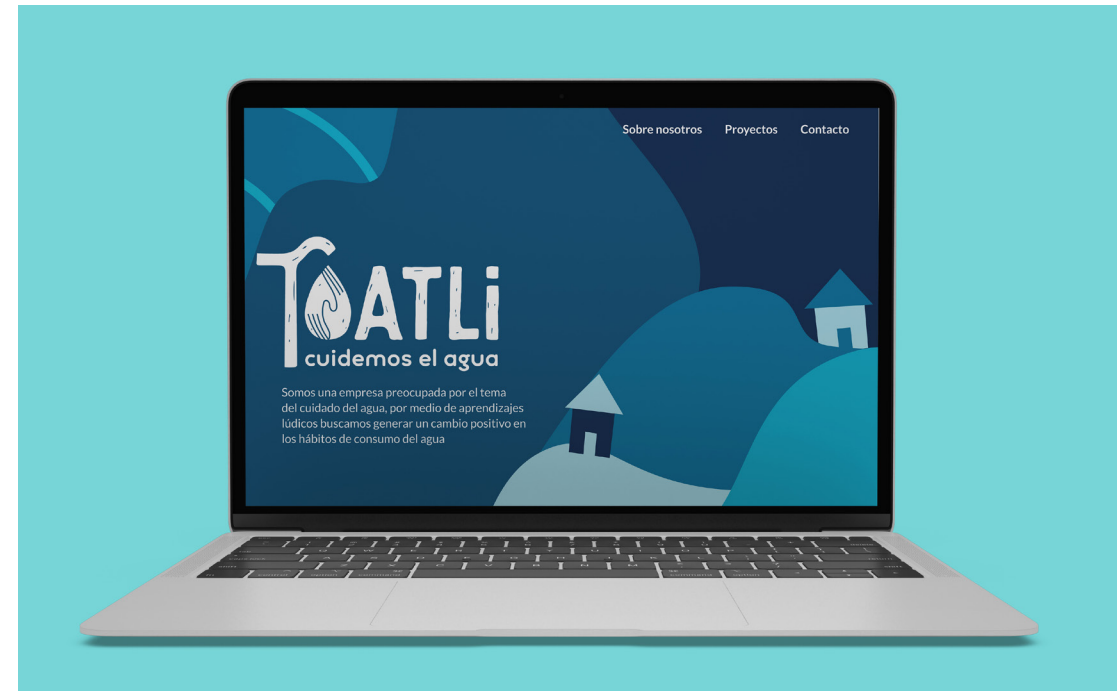 Sobre nosotros Proyectos Contacto
TOATLi
cuidemos el agua
Somos una empresa preocupada por el tema
del cuidado del agua, por medio de aprendizajes
lúdicos buscamos generar un cambio positivo en
los hábitos de consumo del agua